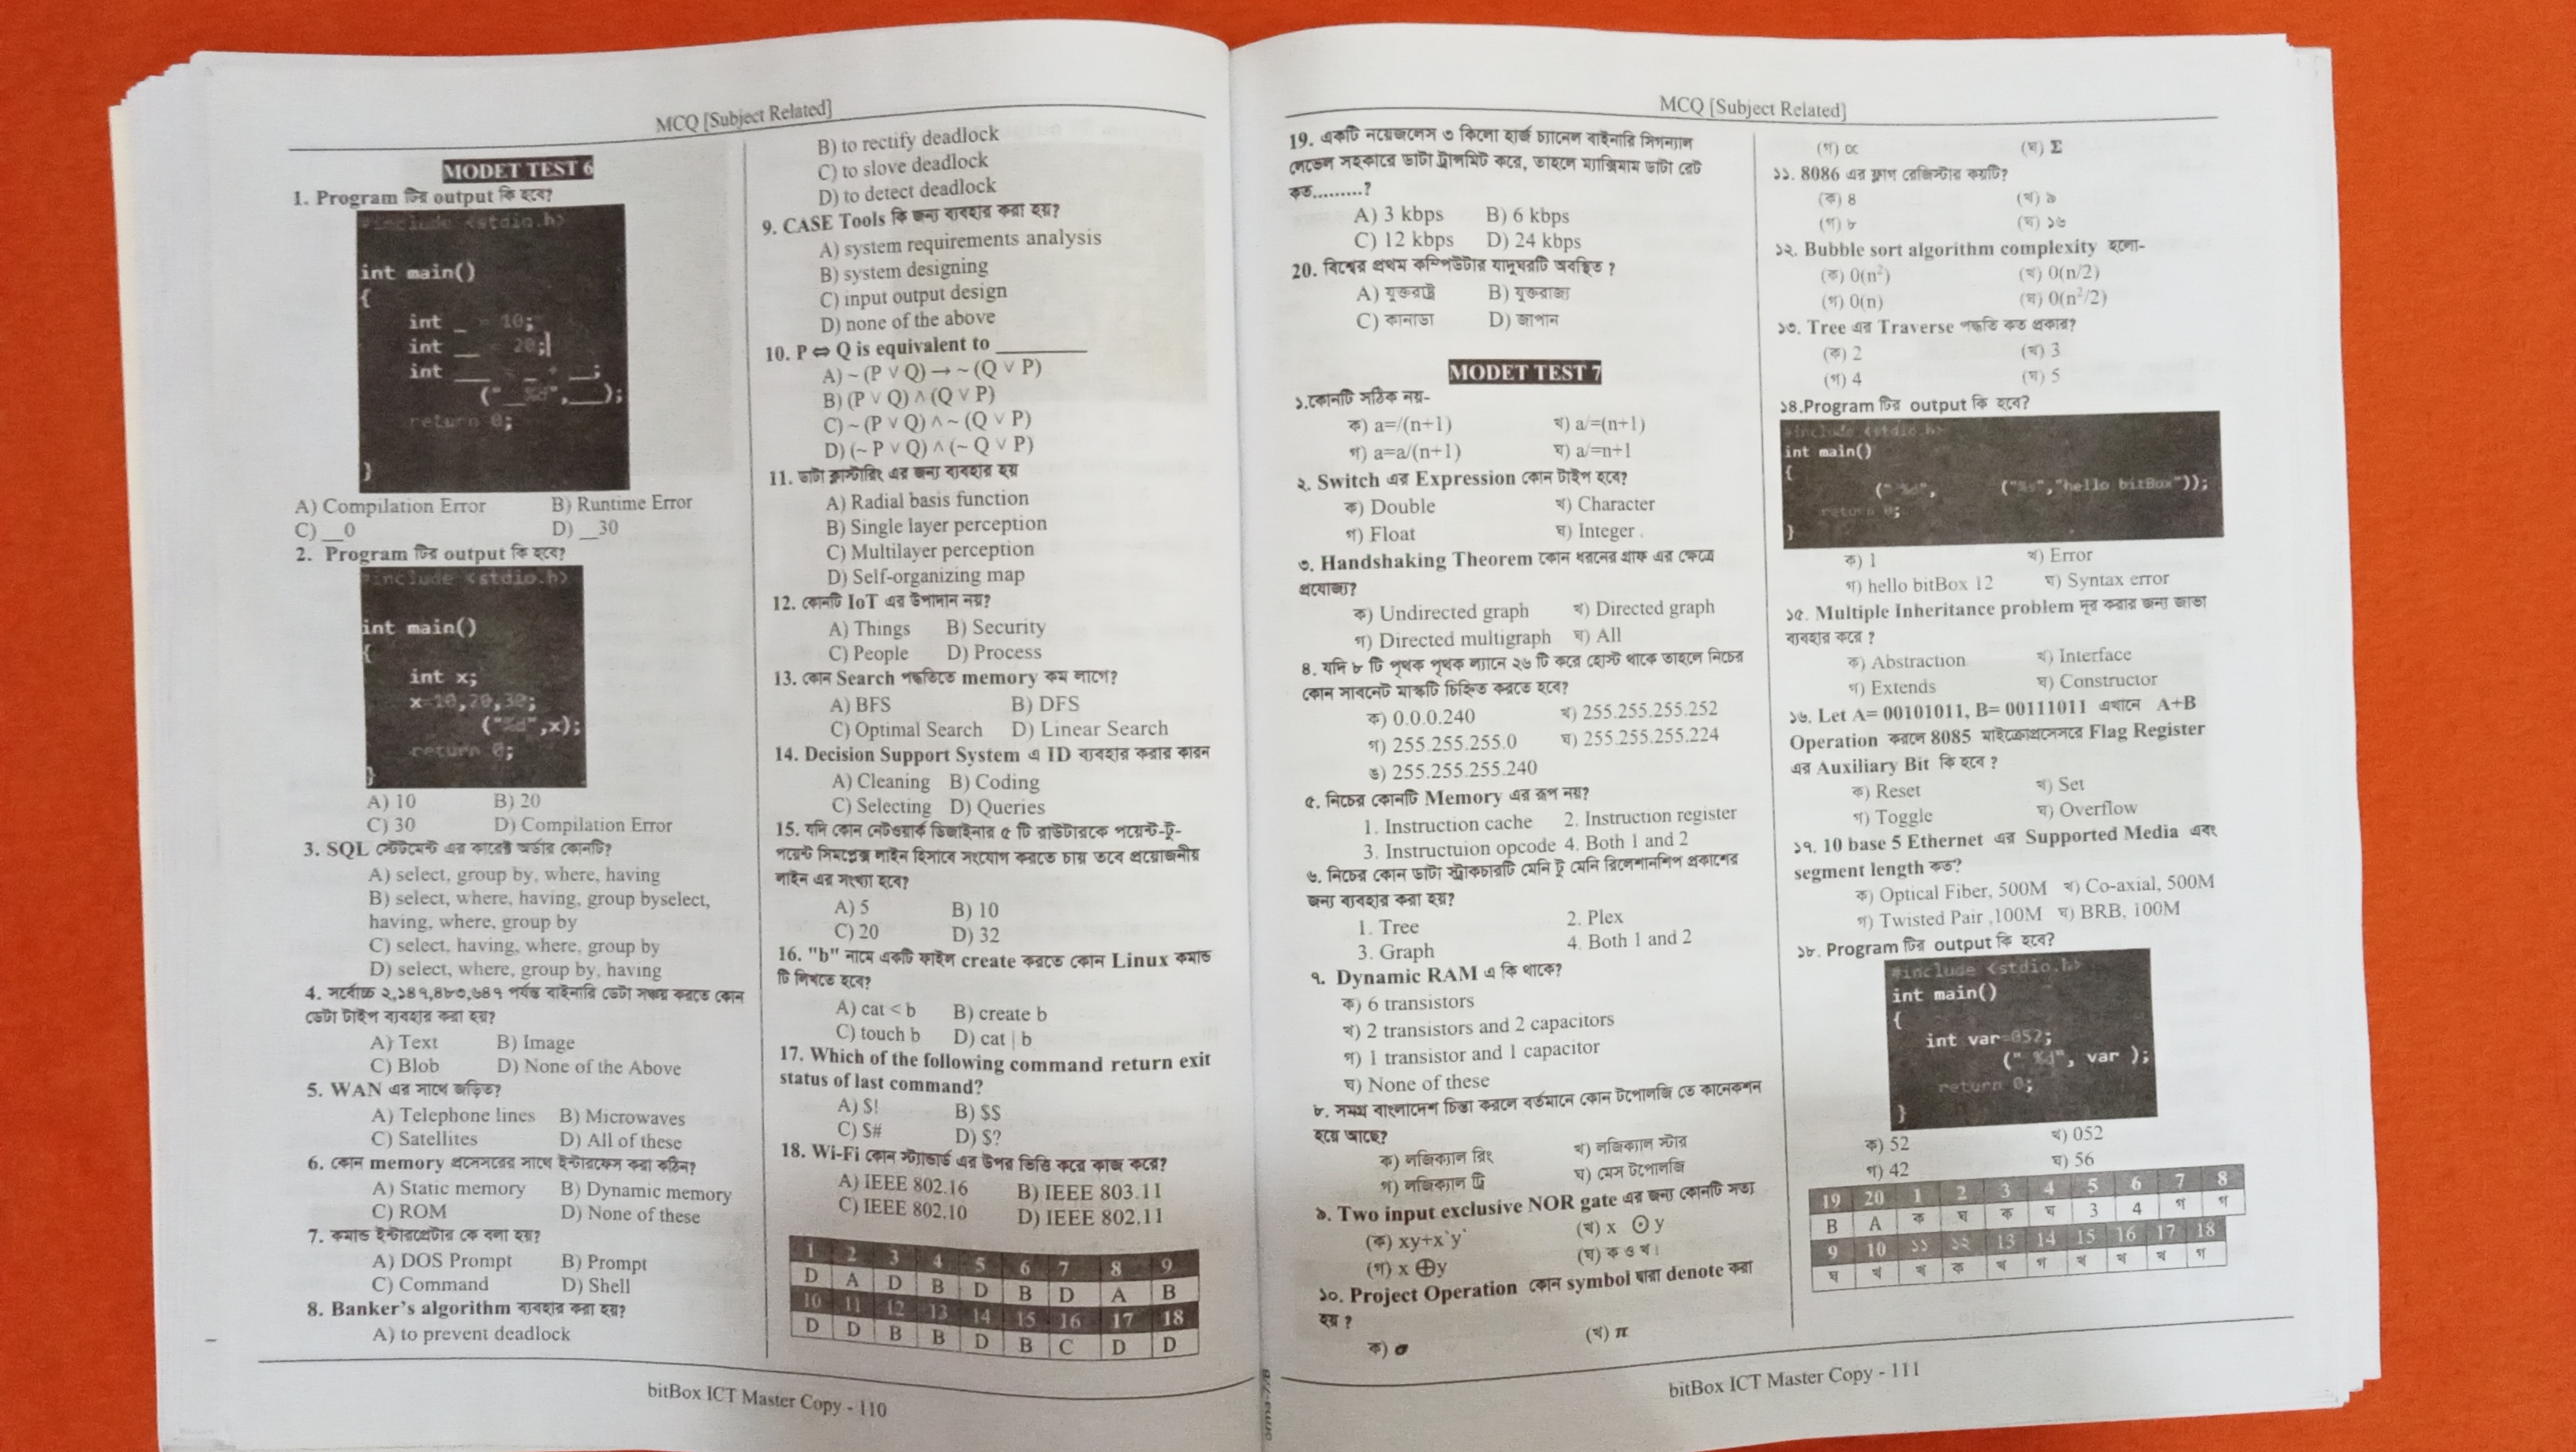 MCQ [Subject Related]
MODET TEST 6
1. Program টির output কি হবে?
#include <stdio.h>
int main()
{
int _ = 10;
int __ = 20;
int ___ = _ + __;
("__%d",___);
return 0;
}
A) Compilation Error B) Runtime Error
C) __0 D) __30
2. Program টির output কি হবে?
#include <stdio.h>
int main()
{
int x;
x=10,20,30;
("%d",x);
return 0;
}
A) 10 B) 20
C) 30 D) Compilation Error
3. SQL স্টেটমেন্ট এর কারেক্ট অর্ডার কোনটি?
A) select, group by, where, having
B) select, where, having, group byselect,
having, where, group by
C) select, having, where, group by
D) select, where, group by, having
4. সর্বোচ্চ ২,১৪৭,৪৮৩,৬৪৭ পর্যন্ত বাইনারি ডেটা সঞ্চয় করতে কোন
ডেটা টাইপ ব্যবহার করা হয়?
A) Text B) Image
C) Blob D) None of the Above
5. WAN এর সাথে জড়িত?
A) Telephone lines B) Microwaves
C) Satellites D) All of these
6. কোন memory প্রসেসরের সাথে ইন্টারফেস করা কঠিন?
A) Static memory B) Dynamic memory
C) ROM D) None of these
7. কমান্ড ইন্টারপ্রেটার কে বলা হয়?
A) DOS Prompt B) Prompt
C) Command D) Shell
8. Banker's algorithm ব্যবহার করা হয়?
A) to prevent deadlock
B) to rectify deadlock
C) to slove deadlock
D) to detect deadlock
9. CASE Tools কি জন্য ব্যবহার করা হয়?
A) system requirements analysis
B) system designing
C) input output design
D) none of the above
10. P ⇔ Q is equivalent to ________
A) ~ (P ∨ Q) → ~ (Q ∨ P)
B) (P ∨ Q) ∧ (Q ∨ P)
C) ~ (P ∨ Q) ∧ ~ (Q ∨ P)
D) (~ P ∨ Q) ∧ (~ Q ∨ P)
11. ডাটা ক্লাস্টারিং এর জন্য ব্যবহার হয়
A) Radial basis function
B) Single layer perception
C) Multilayer perception
D) Self-organizing map
12. কোনটি IoT এর উপাদান নয়?
A) Things B) Security
C) People D) Process
13. কোন Search পদ্ধতিতে memory কম লাগে?
A) BFS B) DFS
C) Optimal Search D) Linear Search
14. Decision Support System এ ID ব্যবহার করার কারন
A) Cleaning B) Coding
C) Selecting D) Queries
15. যদি কোন নেটওয়ার্ক ডিজাইনার ৫ টি রাউটারকে পয়েন্ট-টু-
পয়েন্ট সিমপ্লেক্স লাইন হিসাবে সংযোগ করতে চায় তবে প্রয়োজনীয়
লাইন এর সংখ্যা হবে?
A) 5 B) 10
C) 20 D) 32
16. "b" নামে একটি ফাইল create করতে কোন Linux কমান্ড
টি লিখতে হবে?
A) cat < b B) create b
C) touch b D) cat | b
17. Which of the following command return exit
status of last command?
A) $! B) $$
C) $# D) $?
18. Wi-Fi কোন স্ট্যান্ডার্ড এর উপর ভিত্তি করে কাজ করে?
A) IEEE 802.16 B) IEEE 803.11
C) IEEE 802.10 D) IEEE 802.11
1 2 3 4 5 6 7 8 9
D A D B D B D A B
10 11 12 13 14 15 16 17 18
D D B B D B C D D
bitBox ICT Master Copy - 110
MCQ [Subject Related]
19. একটি নয়েজলেস ৩ কিলো হার্জ চ্যানেল বাইনারি সিগন্যাল
লেভেল সহকারে ডাটা ট্রান্সমিট করে, তাহলে ম্যাক্সিমাম ডাটা রেট
কত.........?
A) 3 kbps B) 6 kbps
C) 12 kbps D) 24 kbps
20. বিশ্বের প্রথম কম্পিউটার যাদুঘরটি অবস্থিত ?
A) যুক্তরাষ্ট্র B) যুক্তরাজ্য
C) কানাডা D) জাপান
MODET TEST 7
১.কোনটি সঠিক নয়-
ক) a=/(n+1) খ) a/=(n+1)
গ) a=a/(n+1) ঘ) a/=n+1
২. Switch এর Expression কোন টাইপ হবে?
ক) Double খ) Character
গ) Float ঘ) Integer .
৩. Handshaking Theorem কোন ধরনের গ্রাফ এর ক্ষেত্রে
প্রযোজ্য?
ক) Undirected graph খ) Directed graph
গ) Directed multigraph ঘ) All
৪. যদি ৮ টি পৃথক পৃথক ল্যানে ২৬ টি করে হোস্ট থাকে তাহলে নিচের
কোন সাবনেট মাস্কটি চিহ্নিত করতে হবে?
ক) 0.0.0.240 খ) 255.255.255.252
গ) 255.255.255.0 ঘ) 255.255.255.224
ঙ) 255.255.255.240
৫. নিচের কোনটি Memory এর রূপ নয়?
1. Instruction cache 2. Instruction register
3. Instructuion opcode 4. Both 1 and 2
৬. নিচের কোন ডাটা স্ট্রাকচারটি মেনি টু মেনি রিলেশানশিপ প্রকাশের
জন্য ব্যবহার করা হয়?
1. Tree 2. Plex
3. Graph 4. Both 1 and 2
৭. Dynamic RAM এ কি থাকে?
ক) 6 transistors
খ) 2 transistors and 2 capacitors
গ) 1 transistor and 1 capacitor
ঘ) None of these
৮. সমগ্র বাংলাদেশ চিন্তা করলে বর্তমানে কোন টপোলজি তে কানেকশন
হয়ে আছে?
ক) লজিক্যাল রিং খ) লজিক্যাল স্টার
গ) লজিক্যাল ট্রি ঘ) মেস টপোলজি
৯. Two input exclusive NOR gate এর জন্য কোনটি সত্য
(ক) xy+x`y` (খ) x ⊙ y
(গ) x ⊕y (ঘ) ক ও খ।
১০. Project Operation কোন symbol দ্বারা denote করা
হয় ?
ক) σ (খ) π
(গ) ∝ (ঘ) Σ
১১. 8086 এর ফ্লাগ রেজিস্টার কয়টি?
(ক) ৪ (খ) ৯
(গ) ৮ (ঘ) ১৬
১২. Bubble sort algorithm complexity হলো-
(ক) 0(n²) (খ) 0(n/2)
(গ) 0(n) (ঘ) 0(n²/2)
১৩. Tree এর Traverse পদ্ধতি কত প্রকার?
(ক) 2 (খ) 3
(গ) 4 (ঘ) 5
১৪.Program টির output কি হবে?
#include <stdio.h>
int main()
{
(" %d", ("%s","hello bitBox"));
return 0;
}
ক) 1 খ) Error
গ) hello bitBox 12 ঘ) Syntax error
১৫. Multiple Inheritance problem দূর করার জন্য জাভা
ব্যবহার করে ?
ক) Abstraction খ) Interface
গ) Extends ঘ) Constructor
১৬. Let A= 00101011, B= 00111011 এখানে A+B
Operation করলে 8085 মাইক্রোপ্রসেসরে Flag Register
এর Auxiliary Bit কি হবে ?
ক) Reset খ) Set
গ) Toggle ঘ) Overflow
১৭. 10 base 5 Ethernet এর Supported Media এবং
segment length কত?
ক) Optical Fiber, 500M খ) Co-axial, 500M
গ) Twisted Pair ,100M ঘ) BRB, 100M
১৮. Program টির output কি হবে?
#include <stdio.h>
int main()
{
int var=052;
(" %d", var );
return 0;
}
ক) 52 খ) 052
গ) 42 ঘ) 56
19 20 1 2 3 4 5 6 7 8
B A ক ঘ ক ঘ 3 4 গ গ
9 10 ১১ ১২ 13 14 15 16 17 18
ঘ খ খ ক খ গ খ খ খ গ
bitBox ICT Master Copy - 111